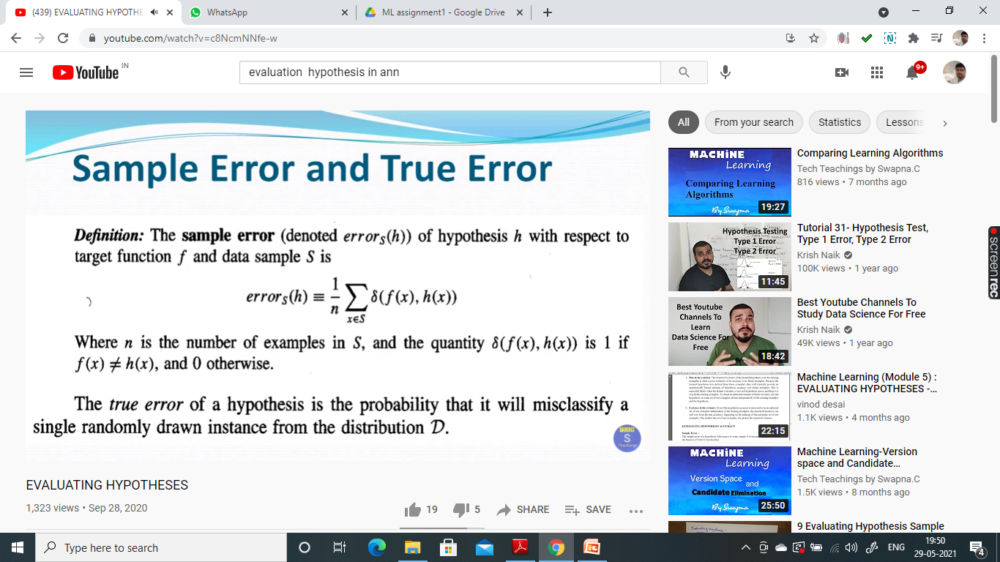 (439) EVALUATING HYPOTHE
WhatsApp
ML assignment1 - Google Drive
youtube.com/watch?v=c8NcmNNfe-w
YouTube IN
evaluation hypothesis in ann
9+
Sample Error and True Error
Definition: The sample error (denoted errorS(h)) of hypothesis h with respect to
target function f and data sample S is
errorS(h) ≡ 1/n ∑x∈S δ(f(x), h(x))
Where n is the number of examples in S, and the quantity δ(f(x), h(x)) is 1 if
f(x) ≠ h(x), and 0 otherwise.
The true error of a hypothesis is the probability that it will misclassify a
single randomly drawn instance from the distribution D.
S
Teachings
EVALUATING HYPOTHESES
1,323 views • Sep 28, 2020
19
5
SHARE
SAVE
All
From your search
Statistics
Lessons
MACHINE
Learning
Comparing Learning
Algorithms
By Swapna
19:27
Comparing Learning Algorithms
Tech Teachings by Swapna.C
816 views • 7 months ago
Hypothesis Testing
Type 1 Error
Type 2 Error
11:45
Tutorial 31- Hypothesis Test,
Type 1 Error, Type 2 Error
Krish Naik
100K views • 1 year ago
Best Youtube
Channels To
Learn
Data Science For
Free
18:42
Best Youtube Channels To
Study Data Science For Free
Krish Naik
49K views • 1 year ago
ESTIMATING HYPOTHESIS ACCURACY
Sample Error -
22:15
Machine Learning (Module 5) :
EVALUATING HYPOTHESES -...
vinod desai
1.1K views • 4 months ago
MACHINE
Learning
Version Space
and
Candidate Elimination
By Swapna
25:50
Machine Learning-Version
space and Candidate...
Tech Teachings by Swapna.C
1.5K views • 8 months ago
9 Evaluating Hypothesis Sample
screenrec
Type here to search
ENG
19:50
29-05-2021
4